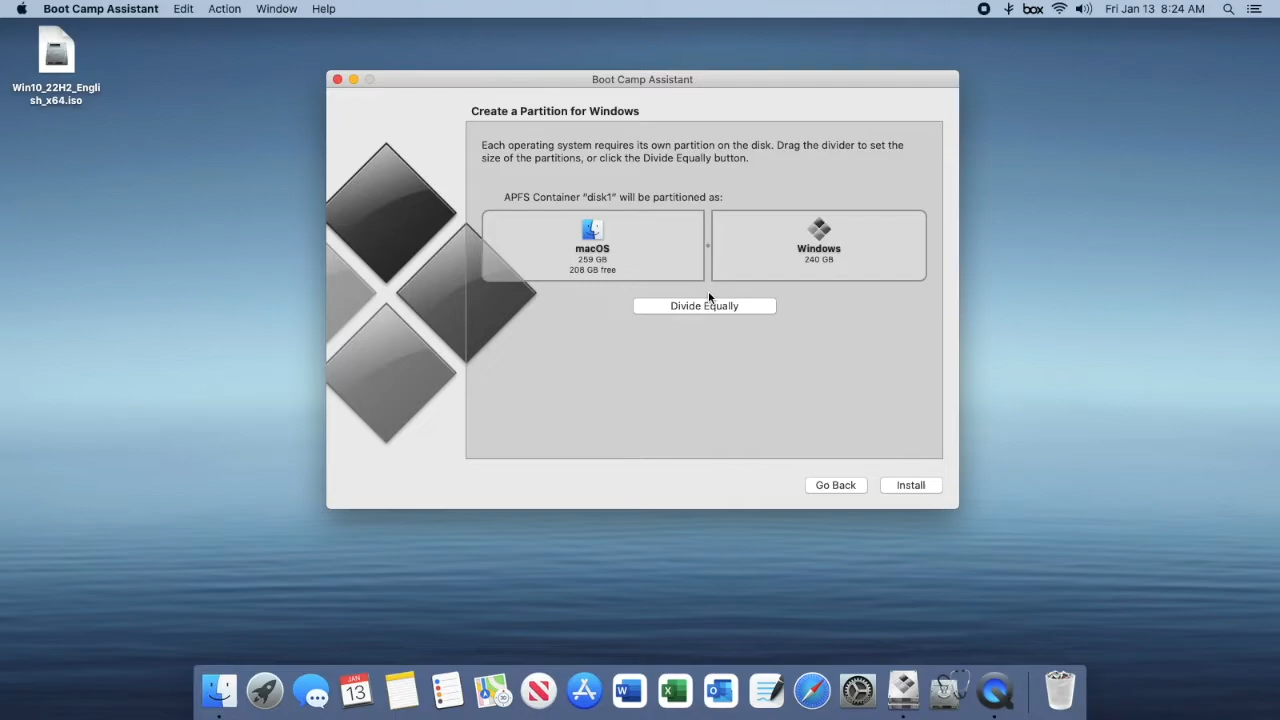 Boot Camp Assistant Edit Action Window Help
box Fri Jan 13 8:24 AM
Win10_22H2_Engli
sh_x64.iso
Boot Camp Assistant
Create a Partition for Windows
Each operating system requires its own partition on the disk. Drag the divider to set the
size of the partitions, or click the Divide Equally button.
APFS Container “disk1” will be partitioned as:
macOS
259 GB
208 GB free
Windows
240 GB
Divide Equally
Go Back Install
JAN
13
W
X